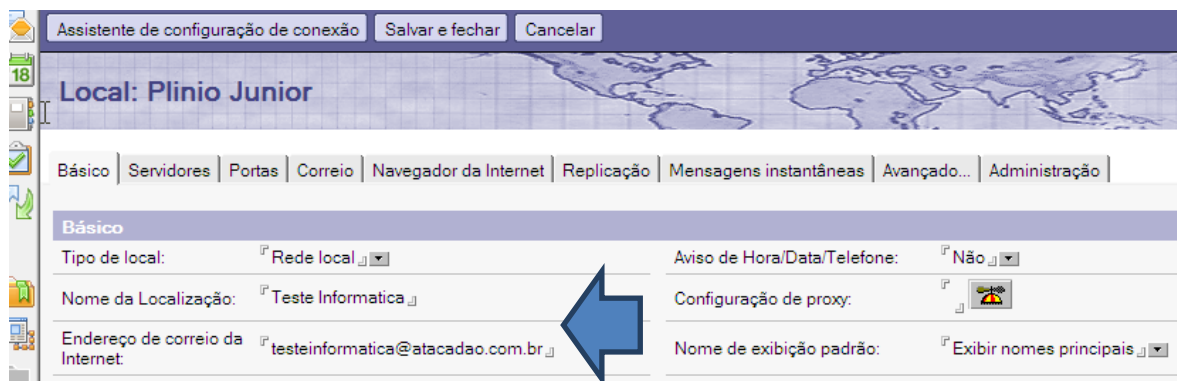 Assistente de configuração de conexão Salvar e fechar Cancelar
18
Local: Plinio Junior
Básico Servidores Portas Correio Navegador da Internet Replicação Mensagens instantâneas Avançado... Administração
Básico
Tipo de local: Rede local Aviso de Hora/Data/Telefone: Não
Nome da Localização: Teste Informatica Configuração de proxy:
Endereço de correio da Internet: testeinformatica@atacadao.com.br Nome de exibição padrão: Exibir nomes principais